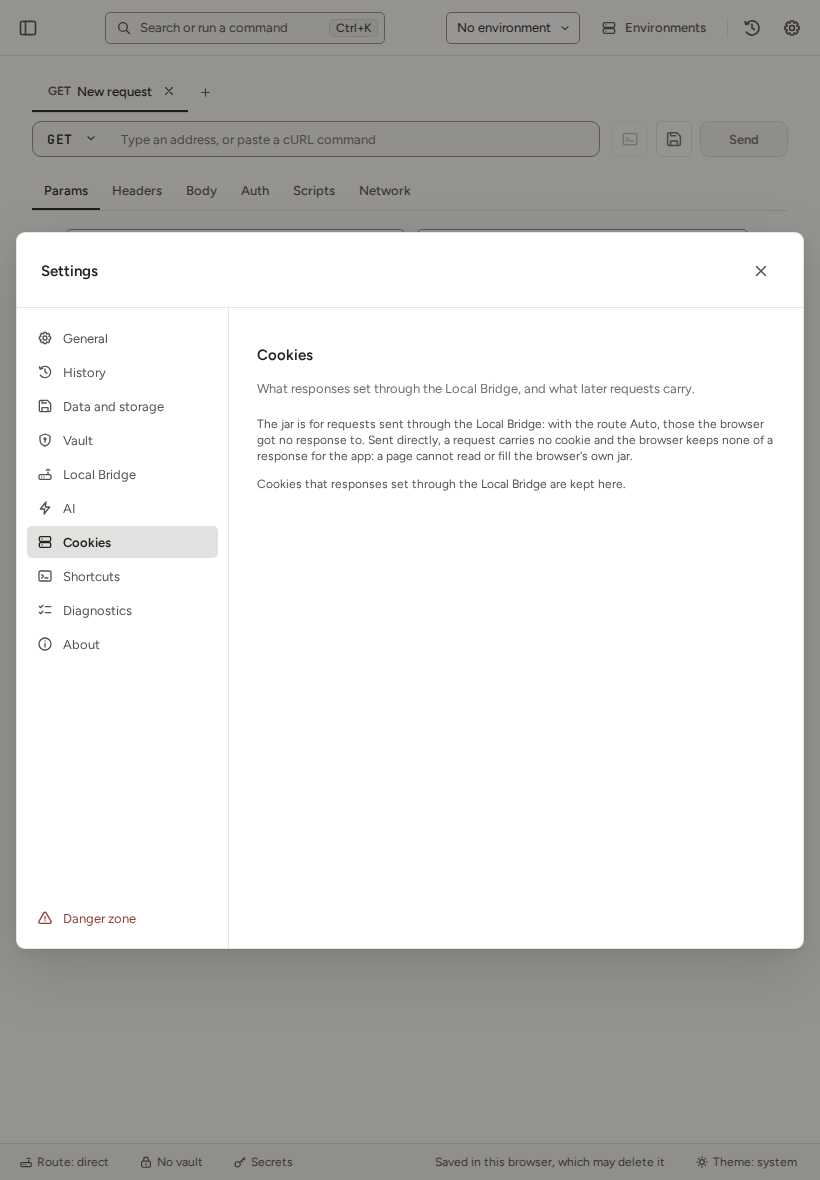 Search or run a command
Ctrl+K
No environment
Environments
GET New request
GET
Type an address, or paste a cURL command
Send
Params
Headers
Body
Auth
Scripts
Network
Settings
General
History
Data and storage
Vault
Local Bridge
AI
Cookies
Shortcuts
Diagnostics
About
Danger zone
Cookies
What responses set through the Local Bridge, and what later requests carry.
The jar is for requests sent through the Local Bridge: with the route Auto, those the browser
got no response to. Sent directly, a request carries no cookie and the browser keeps none of a
response for the app: a page cannot read or fill the browser's own jar.
Cookies that responses set through the Local Bridge are kept here.
Route: direct
No vault
Secrets
Saved in this browser, which may delete it
Theme: system